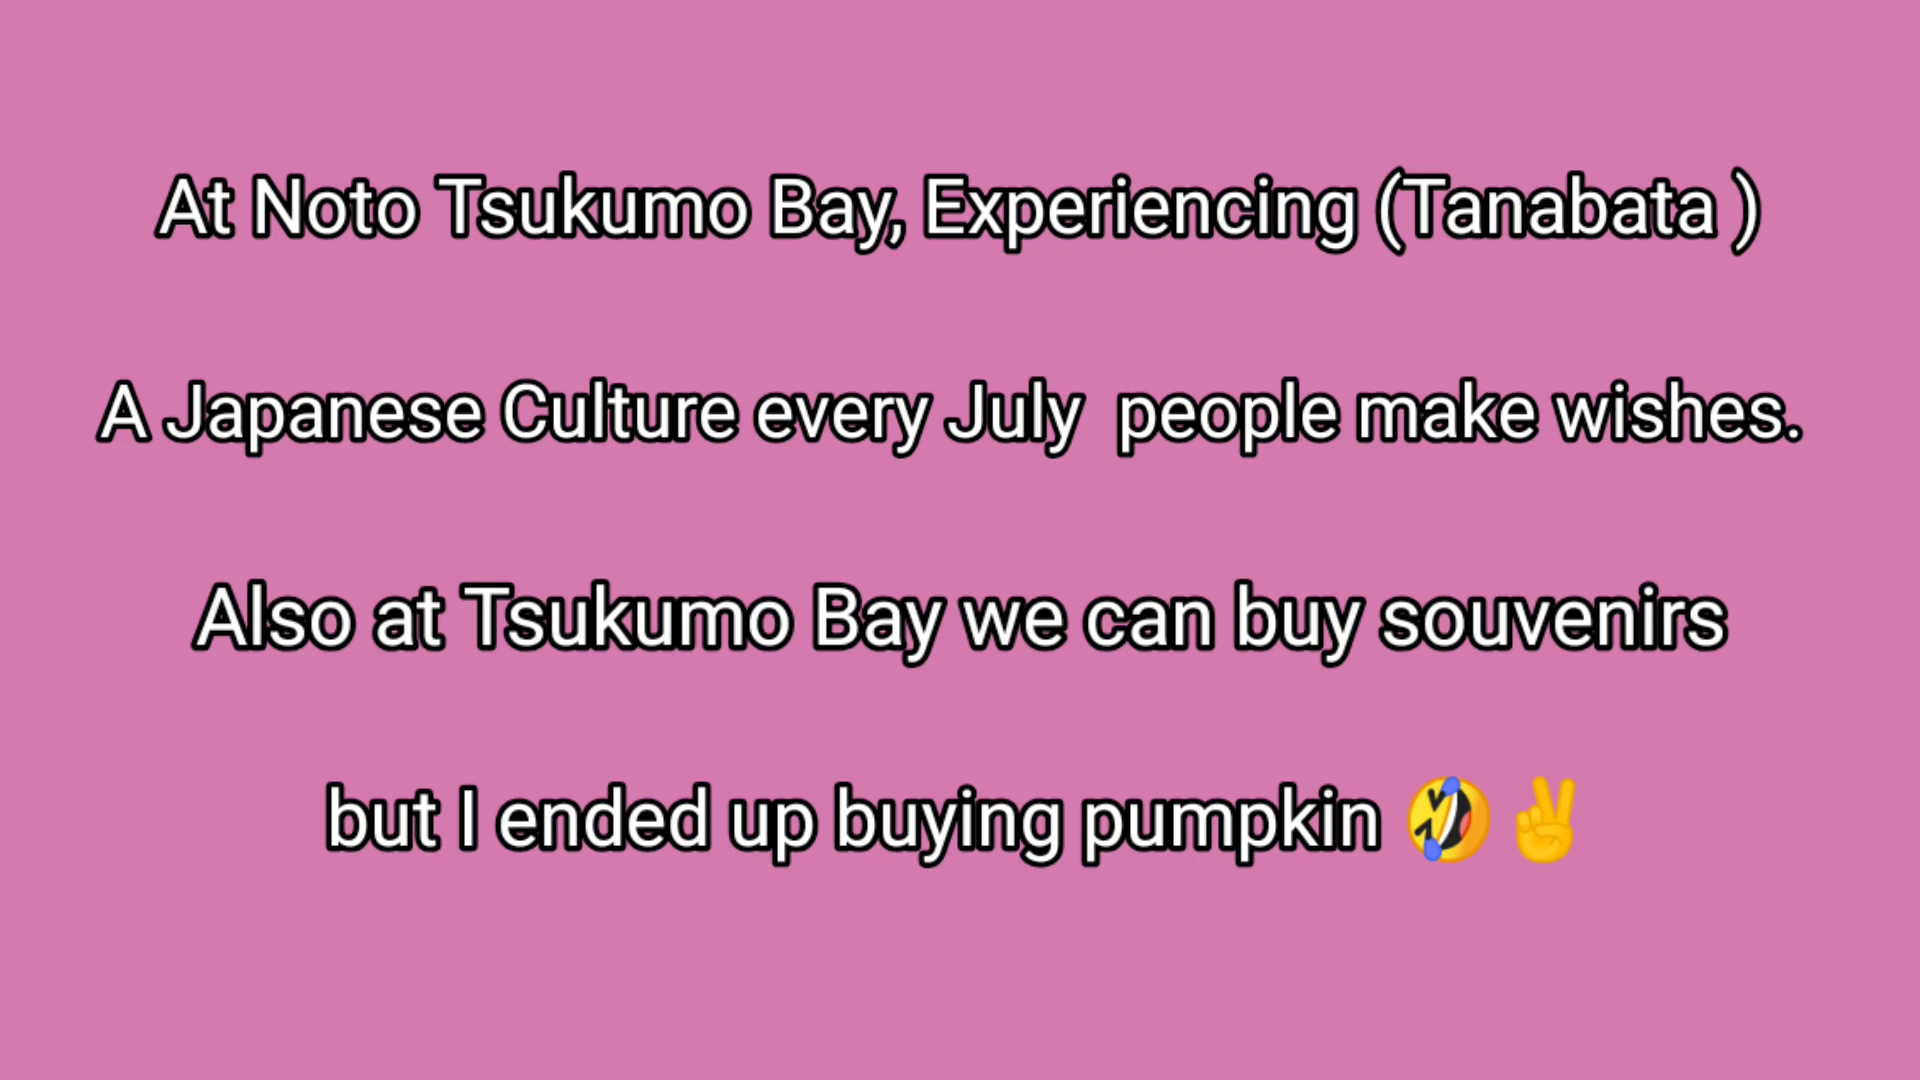 At Noto Tsukumo Bay, Experiencing (Tanabata )
A Japanese Culture every July  people make wishes.
Also at Tsukumo Bay we can buy souvenirs
but I ended up buying pumpkin 🤣✌️